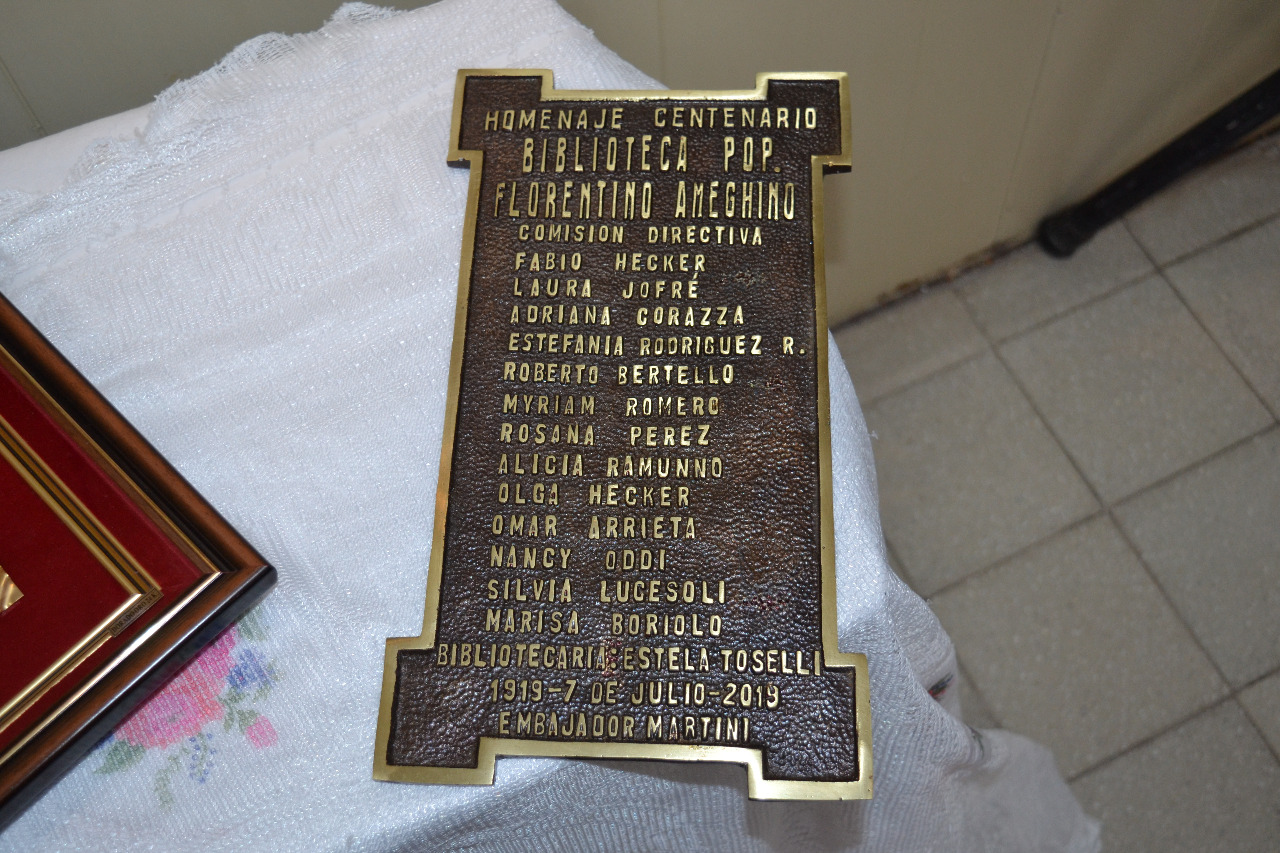 HOMENAJE CENTENARIO
BIBLIOTECA POP.
FLORENTINO AMEGHINO
COMISION DIRECTIVA
FABIO HECKER
LAURA JOFRÉ
ADRIANA CORAZZA
ESTEFANIA RODRIGUEZ R.
ROBERTO BERTELLO
MYRIAM ROMERO
ROSANA PEREZ
ALICIA RAMUNNO
OLGA HECKER
OMAR ARRIETA
NANCY ODDI
SILVIA LUCESOLI
MARISA BORIOLO
BIBLIOTECARIA: ESTELA TOSELLI
1919-7 DE JULIO-2019
EMBAJADOR MARTINI